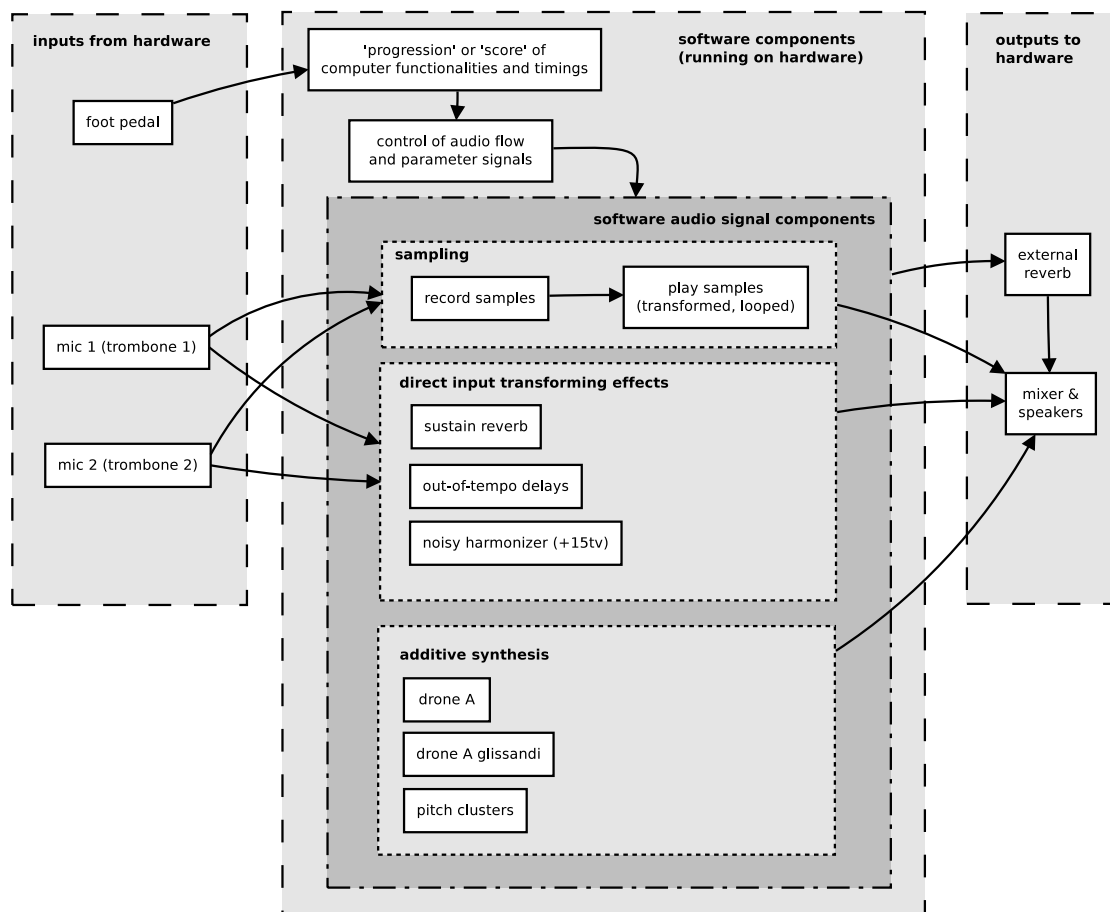 inputs from hardware
foot pedal
mic 1 (trombone 1)
mic 2 (trombone 2)
software components
(running on hardware)
'progression' or 'score' of
computer functionalities and timings
control of audio flow
and parameter signals
software audio signal components
sampling
record samples
play samples
(transformed, looped)
direct input transforming effects
sustain reverb
out-of-tempo delays
noisy harmonizer (+15tv)
additive synthesis
drone A
drone A glissandi
pitch clusters
outputs to
hardware
external
reverb
mixer &
speakers